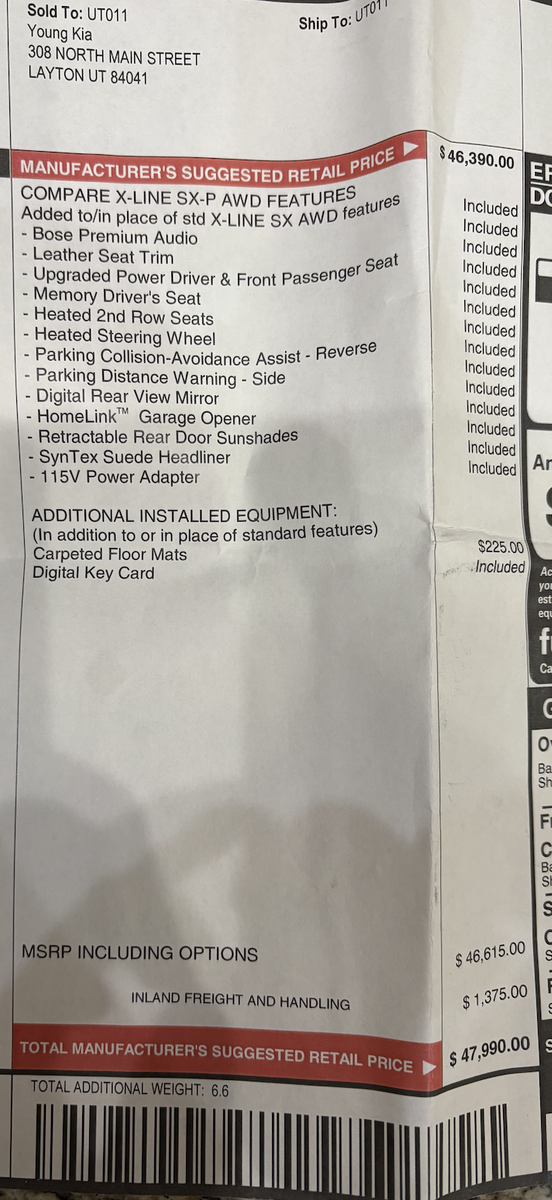 Sold To: UT011
Ship To: UT011
Young Kia
308 NORTH MAIN STREET
LAYTON UT 84041
MANUFACTURER'S SUGGESTED RETAIL PRICE $46,390.00
COMPARE X-LINE SX-P AWD FEATURES
Added to/in place of std X-LINE SX AWD features Included
- Bose Premium Audio Included
- Leather Seat Trim Included
- Upgraded Power Driver & Front Passenger Seat Included
- Memory Driver's Seat Included
- Heated 2nd Row Seats Included
- Heated Steering Wheel Included
- Parking Collision-Avoidance Assist - Reverse Included
- Parking Distance Warning - Side Included
- Digital Rear View Mirror Included
- HomeLink™ Garage Opener Included
- Retractable Rear Door Sunshades Included
- SynTex Suede Headliner Included
- 115V Power Adapter Included
ADDITIONAL INSTALLED EQUIPMENT:
(In addition to or in place of standard features)
Carpeted Floor Mats $225.00
Digital Key Card Included
MSRP INCLUDING OPTIONS $ 46,615.00
INLAND FREIGHT AND HANDLING $ 1,375.00
TOTAL MANUFACTURER'S SUGGESTED RETAIL PRICE $ 47,990.00
TOTAL ADDITIONAL WEIGHT: 6.6